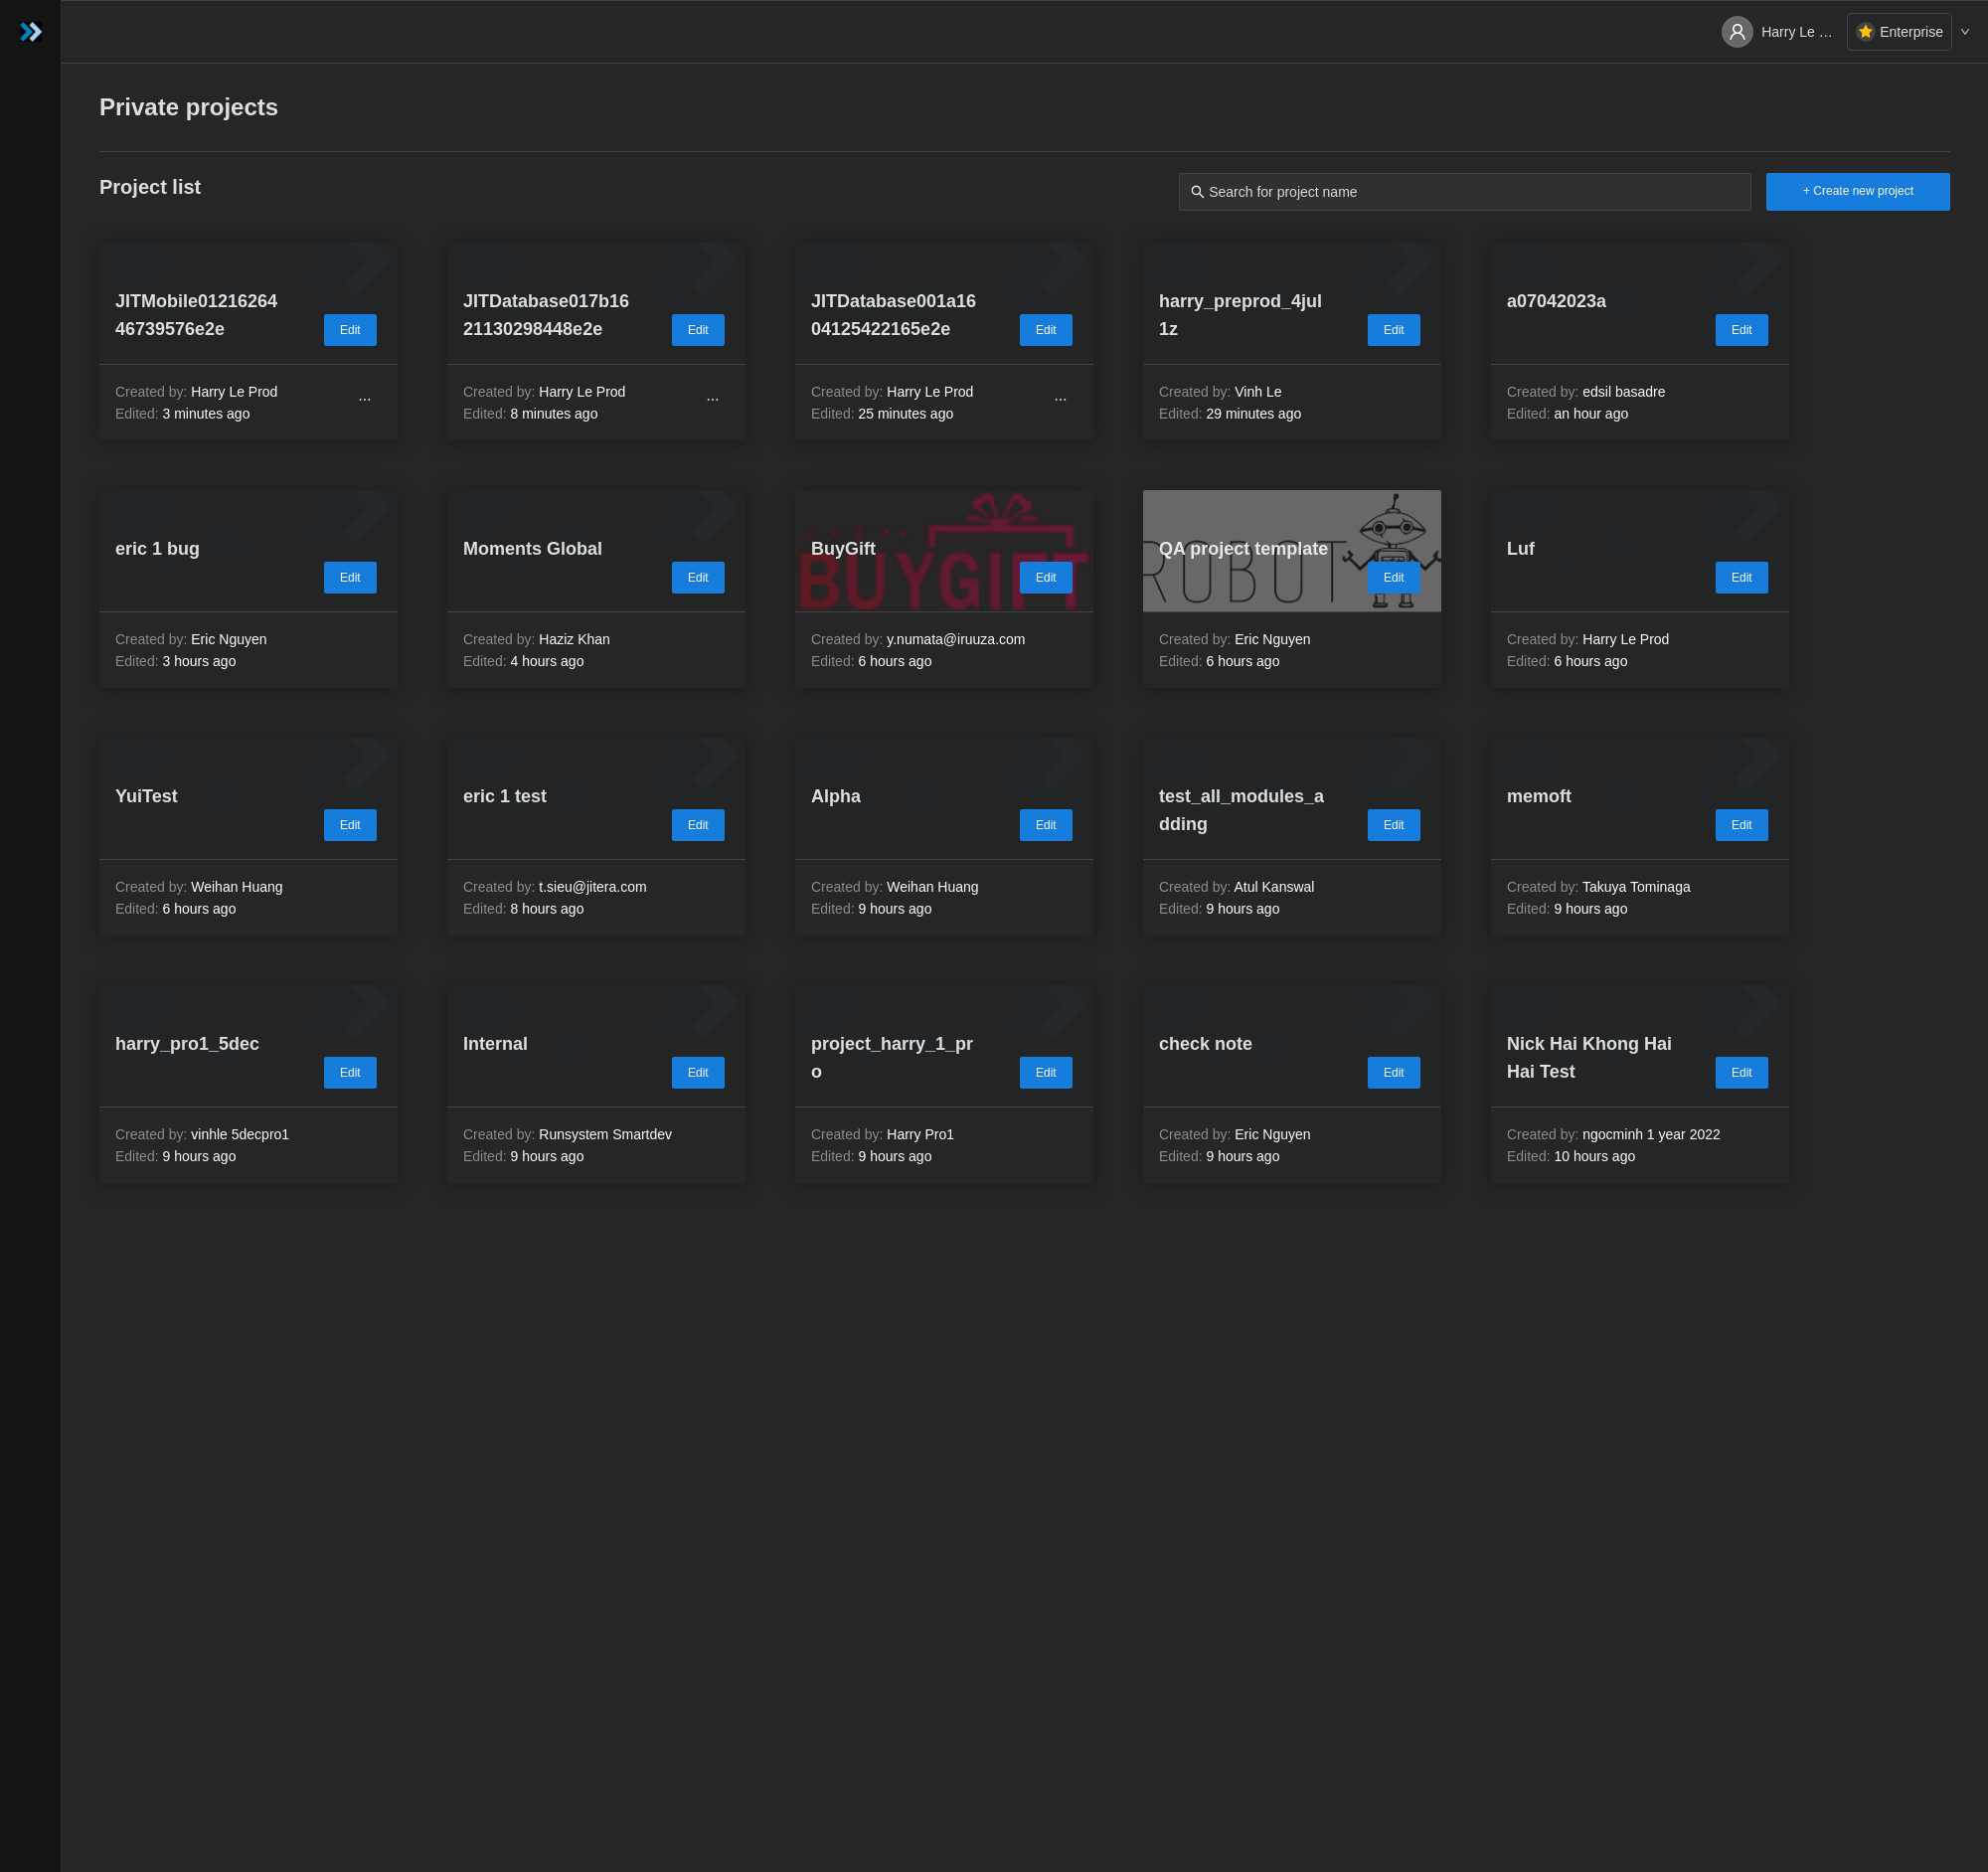 Harry Le ...
Enterprise
Private projects
Project list
Search for project name
+ Create new project
JITMobile01216264
46739576e2e
Edit
Created by: Harry Le Prod
Edited: 3 minutes ago
...
JITDatabase017b16
21130298448e2e
Edit
Created by: Harry Le Prod
Edited: 8 minutes ago
...
JITDatabase001a16
04125422165e2e
Edit
Created by: Harry Le Prod
Edited: 25 minutes ago
...
harry_preprod_4jul
1z
Edit
Created by: Vinh Le
Edited: 29 minutes ago
a07042023a
Edit
Created by: edsil basadre
Edited: an hour ago
eric 1 bug
Edit
Created by: Eric Nguyen
Edited: 3 hours ago
Moments Global
Edit
Created by: Haziz Khan
Edited: 4 hours ago
BuyGift
BUYGIFT
Edit
Created by: y.numata@iruuza.com
Edited: 6 hours ago
QA project template
ROBOT
Edit
Created by: Eric Nguyen
Edited: 6 hours ago
Luf
Edit
Created by: Harry Le Prod
Edited: 6 hours ago
YuiTest
Edit
Created by: Weihan Huang
Edited: 6 hours ago
eric 1 test
Edit
Created by: t.sieu@jitera.com
Edited: 8 hours ago
Alpha
Edit
Created by: Weihan Huang
Edited: 9 hours ago
test_all_modules_a
dding
Edit
Created by: Atul Kanswal
Edited: 9 hours ago
memoft
Edit
Created by: Takuya Tominaga
Edited: 9 hours ago
harry_pro1_5dec
Edit
Created by: vinhle 5decpro1
Edited: 9 hours ago
Internal
Edit
Created by: Runsystem Smartdev
Edited: 9 hours ago
project_harry_1_pr
o
Edit
Created by: Harry Pro1
Edited: 9 hours ago
check note
Edit
Created by: Eric Nguyen
Edited: 9 hours ago
Nick Hai Khong Hai
Hai Test
Edit
Created by: ngocminh 1 year 2022
Edited: 10 hours ago